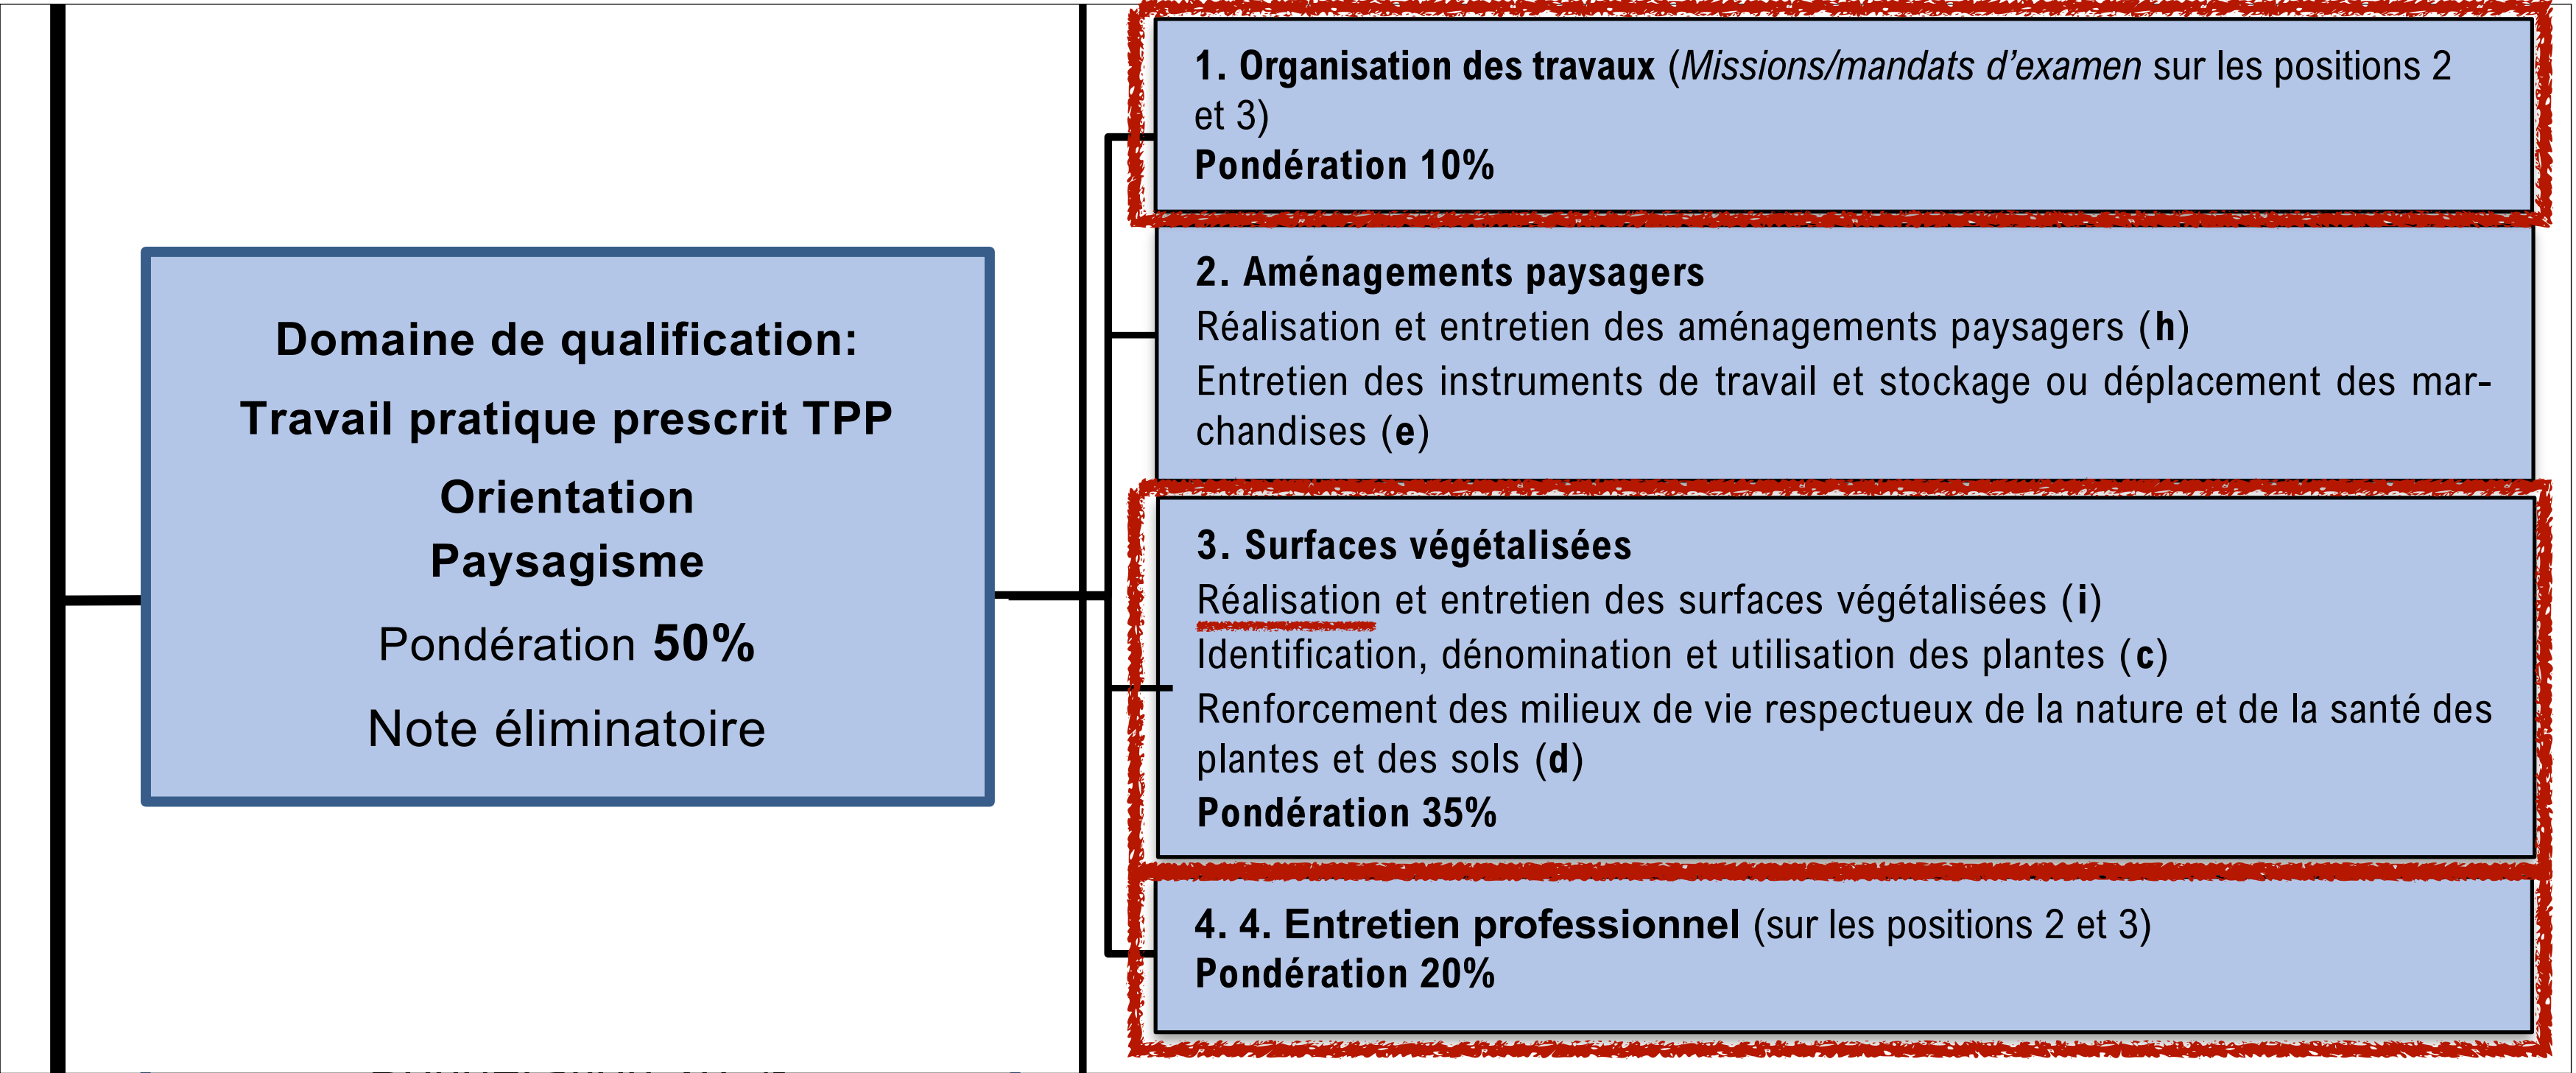 Domaine de qualification:
Travail pratique prescrit TPP
Orientation
Paysagisme
Pondération 50%
Note éliminatoire
1. Organisation des travaux (Missions/mandats d'examen sur les positions 2
et 3)
Pondération 10%
2. Aménagements paysagers
Réalisation et entretien des aménagements paysagers (h)
Entretien des instruments de travail et stockage ou déplacement des mar-
chandises (e)
3. Surfaces végétalisées
Réalisation et entretien des surfaces végétalisées (i)
Identification, dénomination et utilisation des plantes (c)
Renforcement des milieux de vie respectueux de la nature et de la santé des
plantes et des sols (d)
Pondération 35%
4. 4. Entretien professionnel (sur les positions 2 et 3)
Pondération 20%